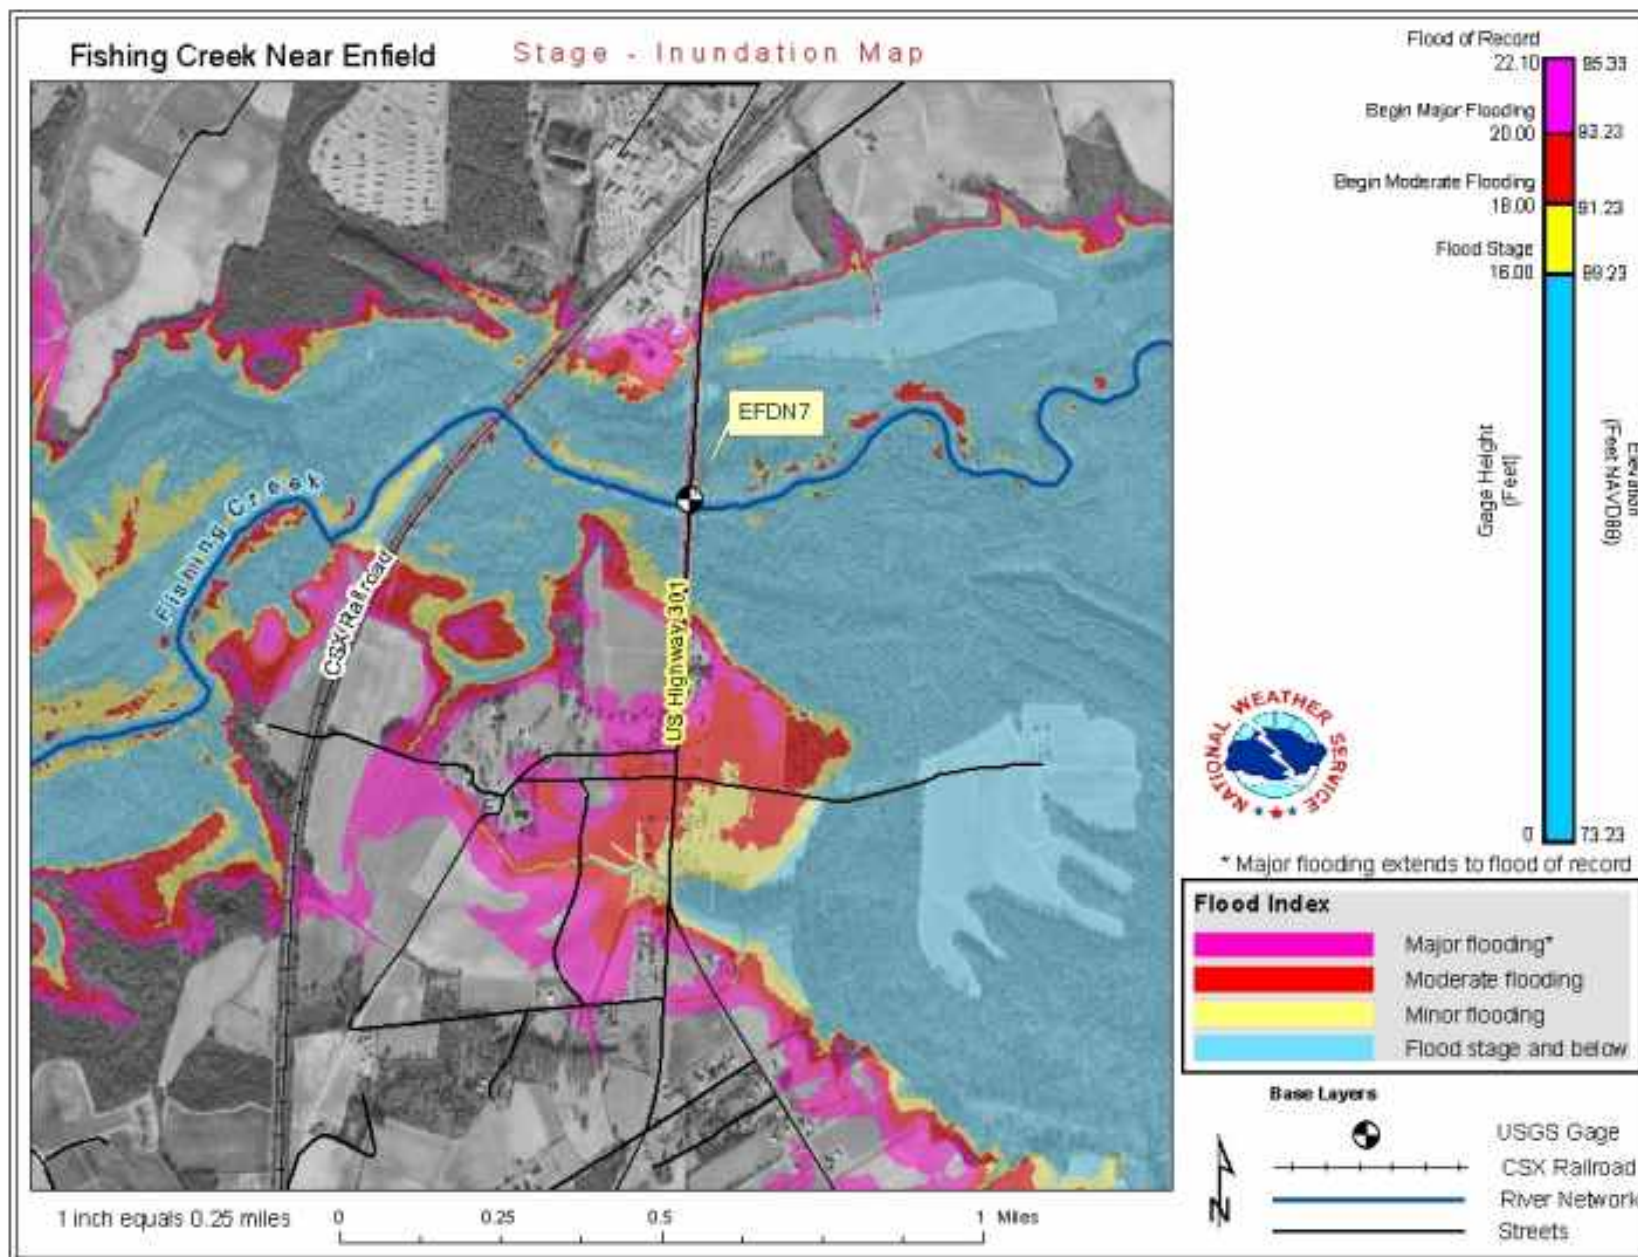 Fishing Creek Near Enfield
Stage - Inundation Map
Flood of Record
22.10
95.33
Begin Major Flooding
20.00
93.23
Begin Moderate Flooding
18.00
91.23
Flood Stage
16.00
89.23
Gage Height
(Feet)
Elevation
(Feet NAVD88)
0
73.23
EFDN7
Fishing Creek
CSX Railroad
US Highway 301
NATIONAL WEATHER SERVICE
* Major flooding extends to flood of record
Flood Index
Major flooding*
Moderate flooding
Minor flooding
Flood stage and below
Base Layers
USGS Gage
CSX Railroad
River Network
Streets
N
1 inch equals 0.25 miles
0 0.25 0.5 1 Miles